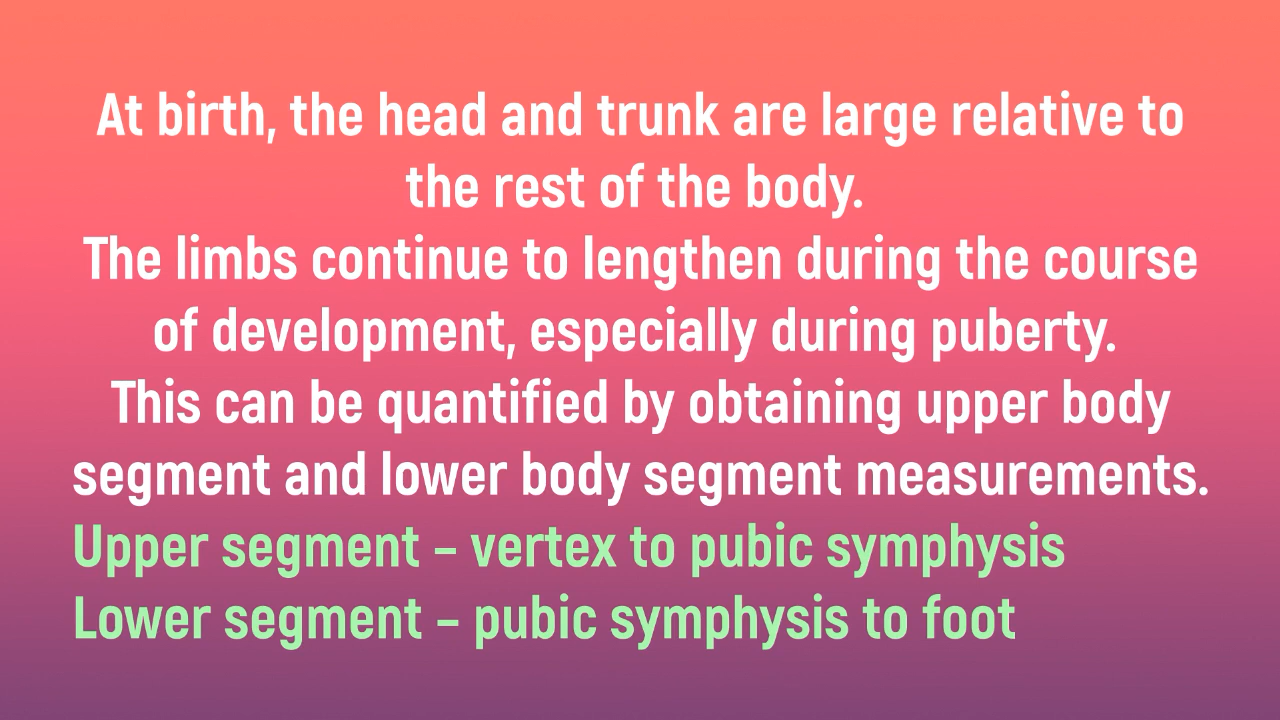 At birth, the head and trunk are large relative to
the rest of the body.
The limbs continue to lengthen during the course
of development, especially during puberty.
This can be quantified by obtaining upper body
segment and lower body segment measurements.
Upper segment – vertex to pubic symphysis
Lower segment – pubic symphysis to foot